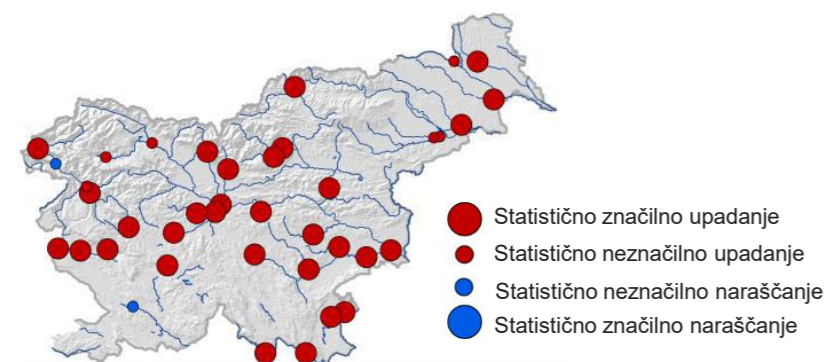 Statistično značilno upadanje
Statistično neznačilno upadanje
Statistično neznačilno naraščanje
Statistično značilno naraščanje